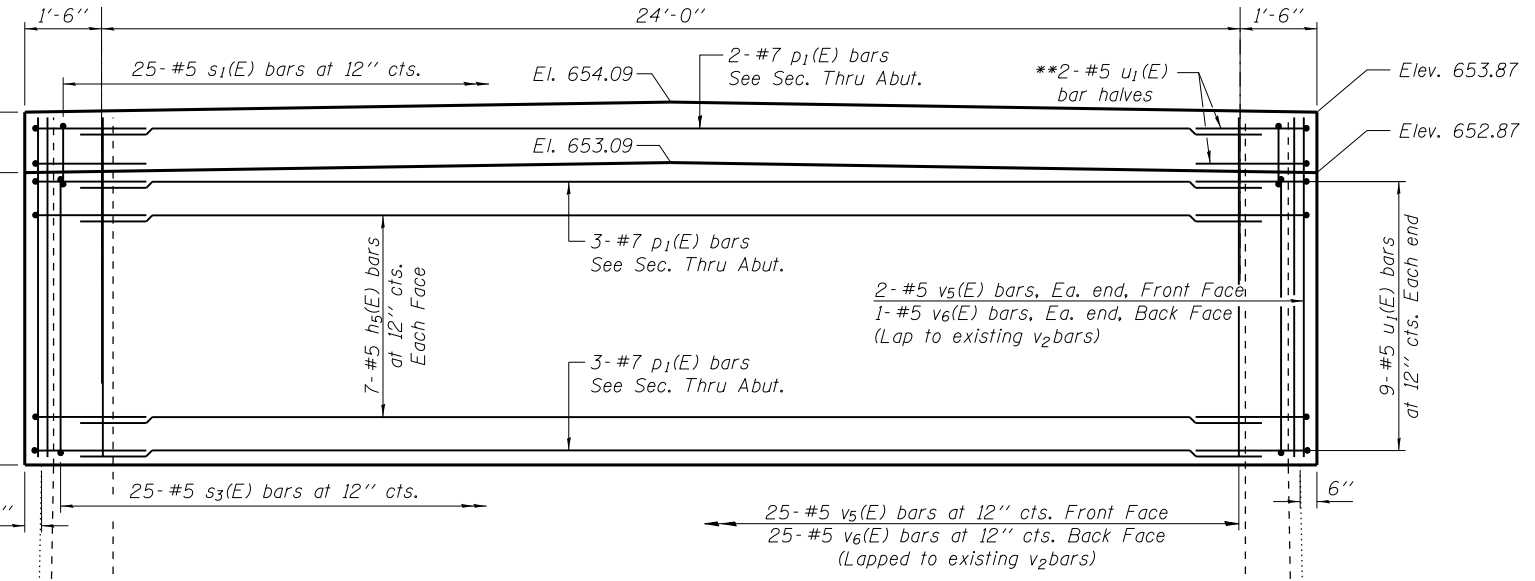 1'-6"
24'-0"
1'-6"
25- #5 s1(E) bars at 12" cts.
El. 654.09
2- #7 p1(E) bars
See Sec. Thru Abut.
**2- #5 u1(E)
bar halves
Elev. 653.87
El. 653.09
Elev. 652.87
3- #7 p1(E) bars
See Sec. Thru Abut.
7- #5 h5(E) bars
at 12" cts.
Each Face
2- #5 v5(E) bars, Ea. end, Front Face
1- #5 v6(E) bars, Ea. end, Back Face
(Lap to existing v2bars)
9- #5 u1(E) bars
at 12" cts. Each end
3- #7 p1(E) bars
See Sec. Thru Abut.
25- #5 s3(E) bars at 12" cts.
6"
"
25- #5 v5(E) bars at 12" cts. Front Face
25- #5 v6(E) bars at 12" cts. Back Face
(Lapped to existing v2bars)